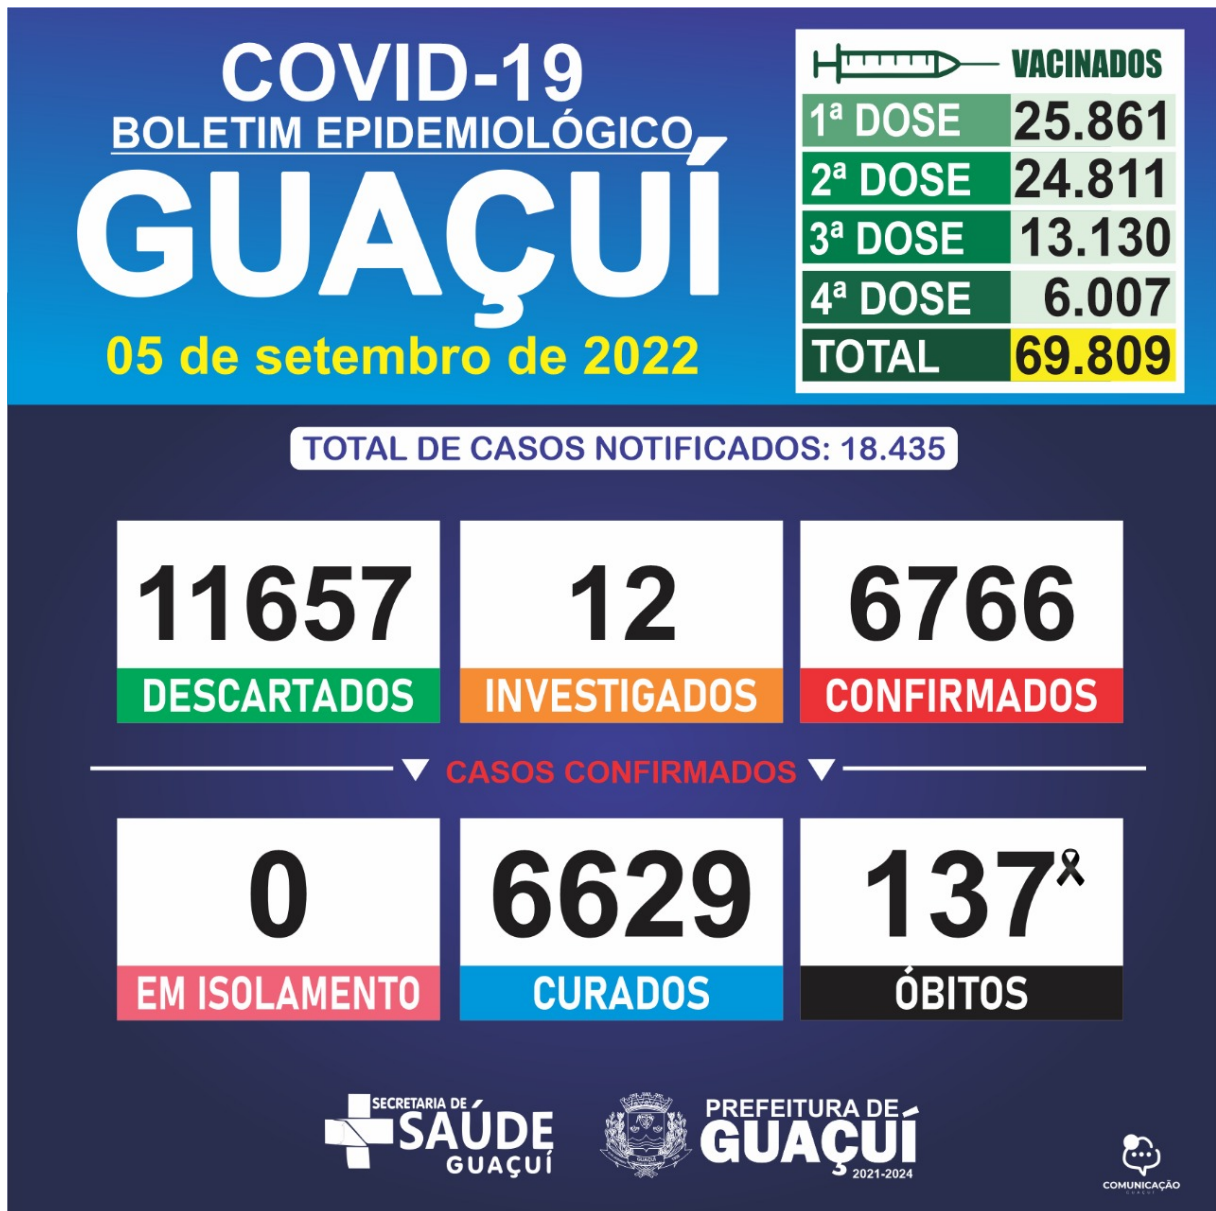 COVID-19
BOLETIM EPIDEMIOLÓGICO
GUAÇUÍ
05 de setembro de 2022
VACINADOS
1ª DOSE 25.861
2ª DOSE 24.811
3ª DOSE 13.130
4ª DOSE 6.007
TOTAL 69.809
TOTAL DE CASOS NOTIFICADOS: 18.435
11657
DESCARTADOS
12
INVESTIGADOS
6766
CONFIRMADOS
CASOS CONFIRMADOS
0
EM ISOLAMENTO
6629
CURADOS
137
ÓBITOS
SECRETARIA DE
SAÚDE
GUAÇUÍ
PREFEITURA DE
GUAÇUÍ
2021-2024
COMUNICAÇÃO
GUAÇUÍ